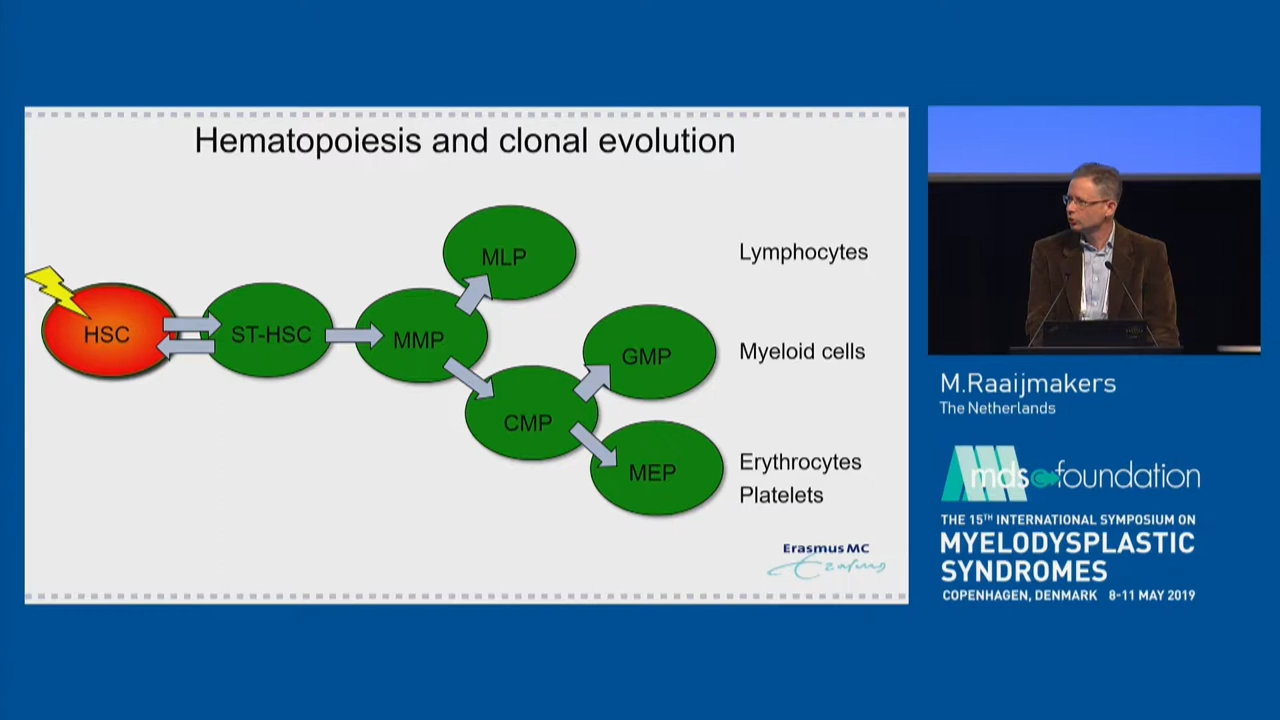 Hematopoiesis and clonal evolution
MLP
Lymphocytes
HSC
ST-HSC
MMP
GMP
Myeloid cells
CMP
MEP
Erythrocytes
Platelets
Erasmus MC
Erasmus
M.Raaijmakers
The Netherlands
mds foundation
THE 15TH INTERNATIONAL SYMPOSIUM ON
MYELODYSPLASTIC
SYNDROMES
COPENHAGEN, DENMARK 8-11 MAY 2019